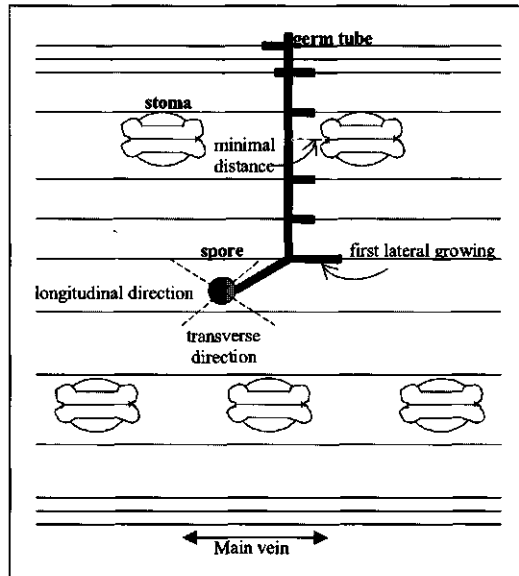 germ tube
stoma
minimal
distance
first lateral growing
spore
longitudinal direction
transverse
direction
Main vein